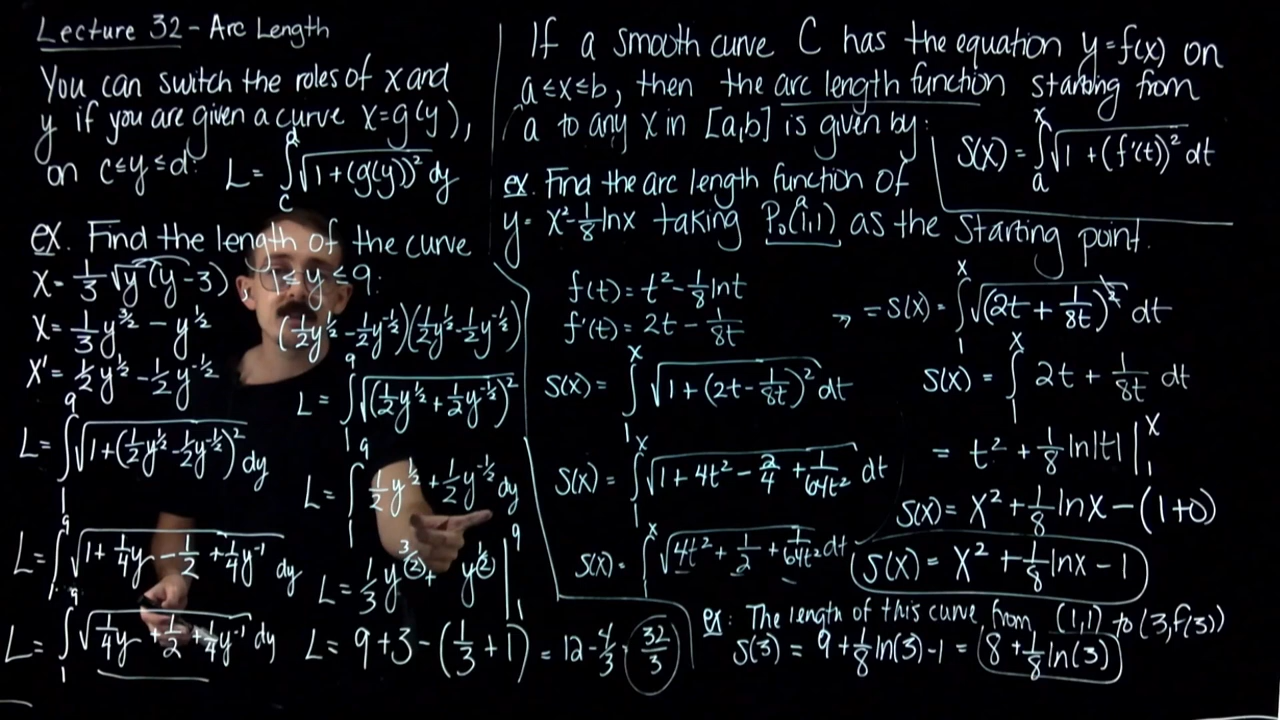 Lecture 32 - Arc Length
You can switch the roles of x and
y if you are given a curve x=g(y),
on c≤y≤d: L = ∫_c^d √(1+(g'(y))²) dy
ex. Find the length of the curve
x = 1/3 √y (y-3), 1≤y≤9:
x = 1/3 y^(3/2) - y^(1/2)
x' = 1/2 y^(1/2) - 1/2 y^(-1/2)
L = ∫_1^9 √(1+(1/2 y^(1/2) - 1/2 y^(-1/2))²) dy
L = ∫_1^9 √(1+1/4 y - 1/2 + 1/4 y^(-1)) dy
L = ∫_1^9 √(1/4 y + 1/2 + 1/4 y^(-1)) dy
(1/2 y^(1/2) - 1/2 y^(-1/2))(1/2 y^(1/2) - 1/2 y^(-1/2))
L = ∫_1^9 √((1/2 y^(1/2) + 1/2 y^(-1/2))²)
L = ∫_1^9 1/2 y^(1/2) + 1/2 y^(-1/2) dy
L = 1/3 y^(3/2) + y^(1/2) |_1^9
L = 9+3 - (1/3 + 1) = 12 - 4/3 = 32/3
If a smooth curve C has the equation y=f(x) on
a≤x≤b, then the arc length function starting from
a to any x in [a,b] is given by:
S(x) = ∫_a^x √(1+(f'(t))²) dt
ex. Find the arc length function of
y = x² - 1/8 lnx taking P₀(1,1) as the starting point.
a
f(t) = t² - 1/8 lnt
f'(t) = 2t - 1/8t
S(x) = ∫_1^x √(1+(2t - 1/8t)²) dt
S(x) = ∫_1^x √(1+4t² - 2/4 + 1/64t²) dt
S(x) = ∫_1^x √(4t² + 1/2 + 1/64t²) dt
→ = S(x) = ∫_1^x √((2t + 1/8t)²) dt
S(x) = ∫_1^x 2t + 1/8t dt
= t² + 1/8 ln|t| |_1^x
S(x) = x² + 1/8 lnx - (1+0)
S(x) = x² + 1/8 lnx - 1
ex: The length of this curve from (1,1) to (3,f(3))
S(3) = 9 + 1/8 ln(3) - 1 = 8 + 1/8 ln(3)